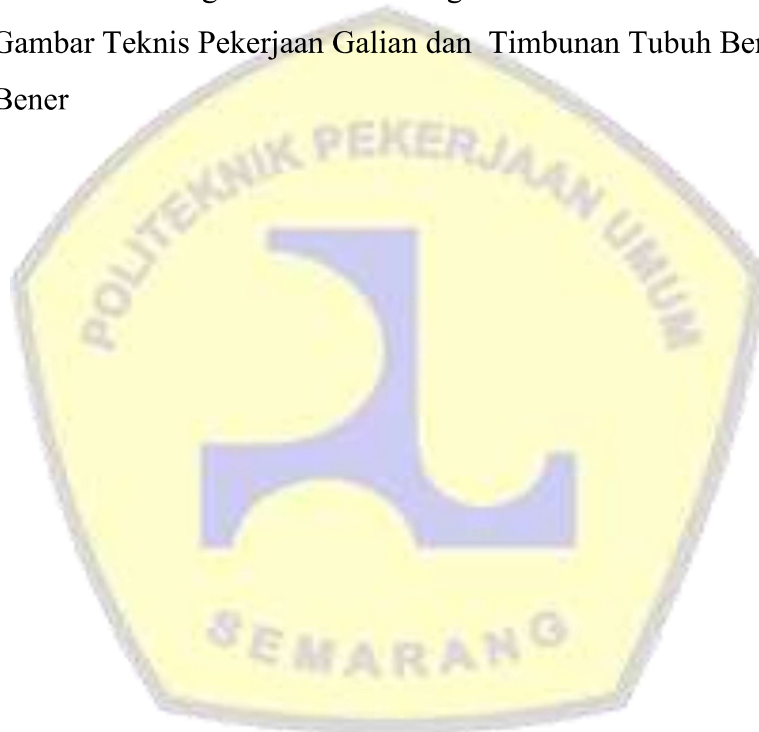 Gambar Teknis Pekerjaan Galian dan Timbunan Tubuh
Bener
POLITEKNIK PEKERJAAN UMUM
SEMARANG